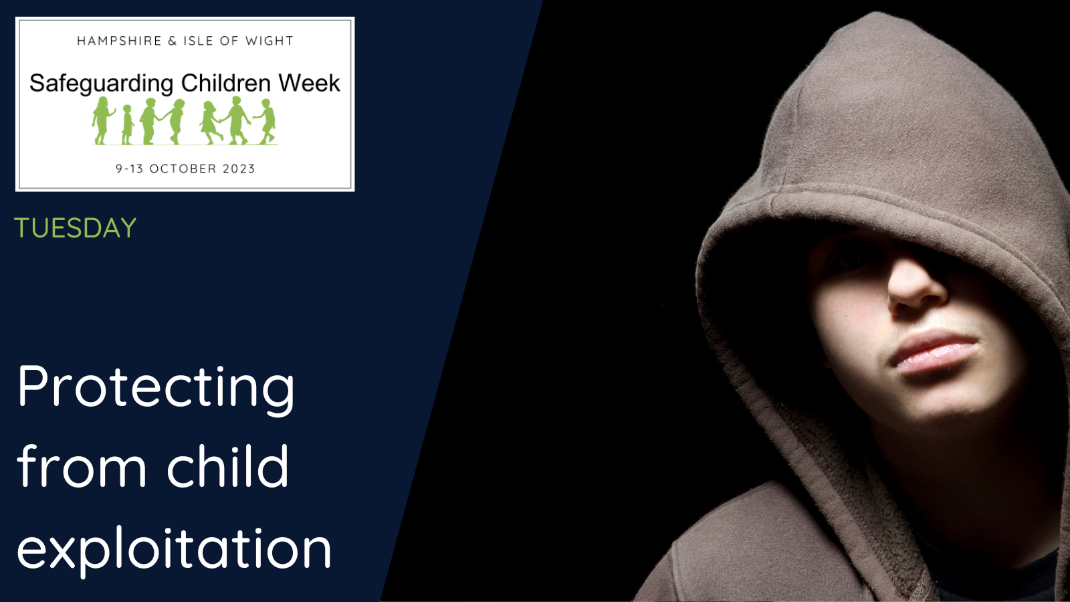 HAMPSHIRE & ISLE OF WIGHT
Safeguarding Children Week
9-13 OCTOBER 2023
TUESDAY
Protecting
from child
exploitation